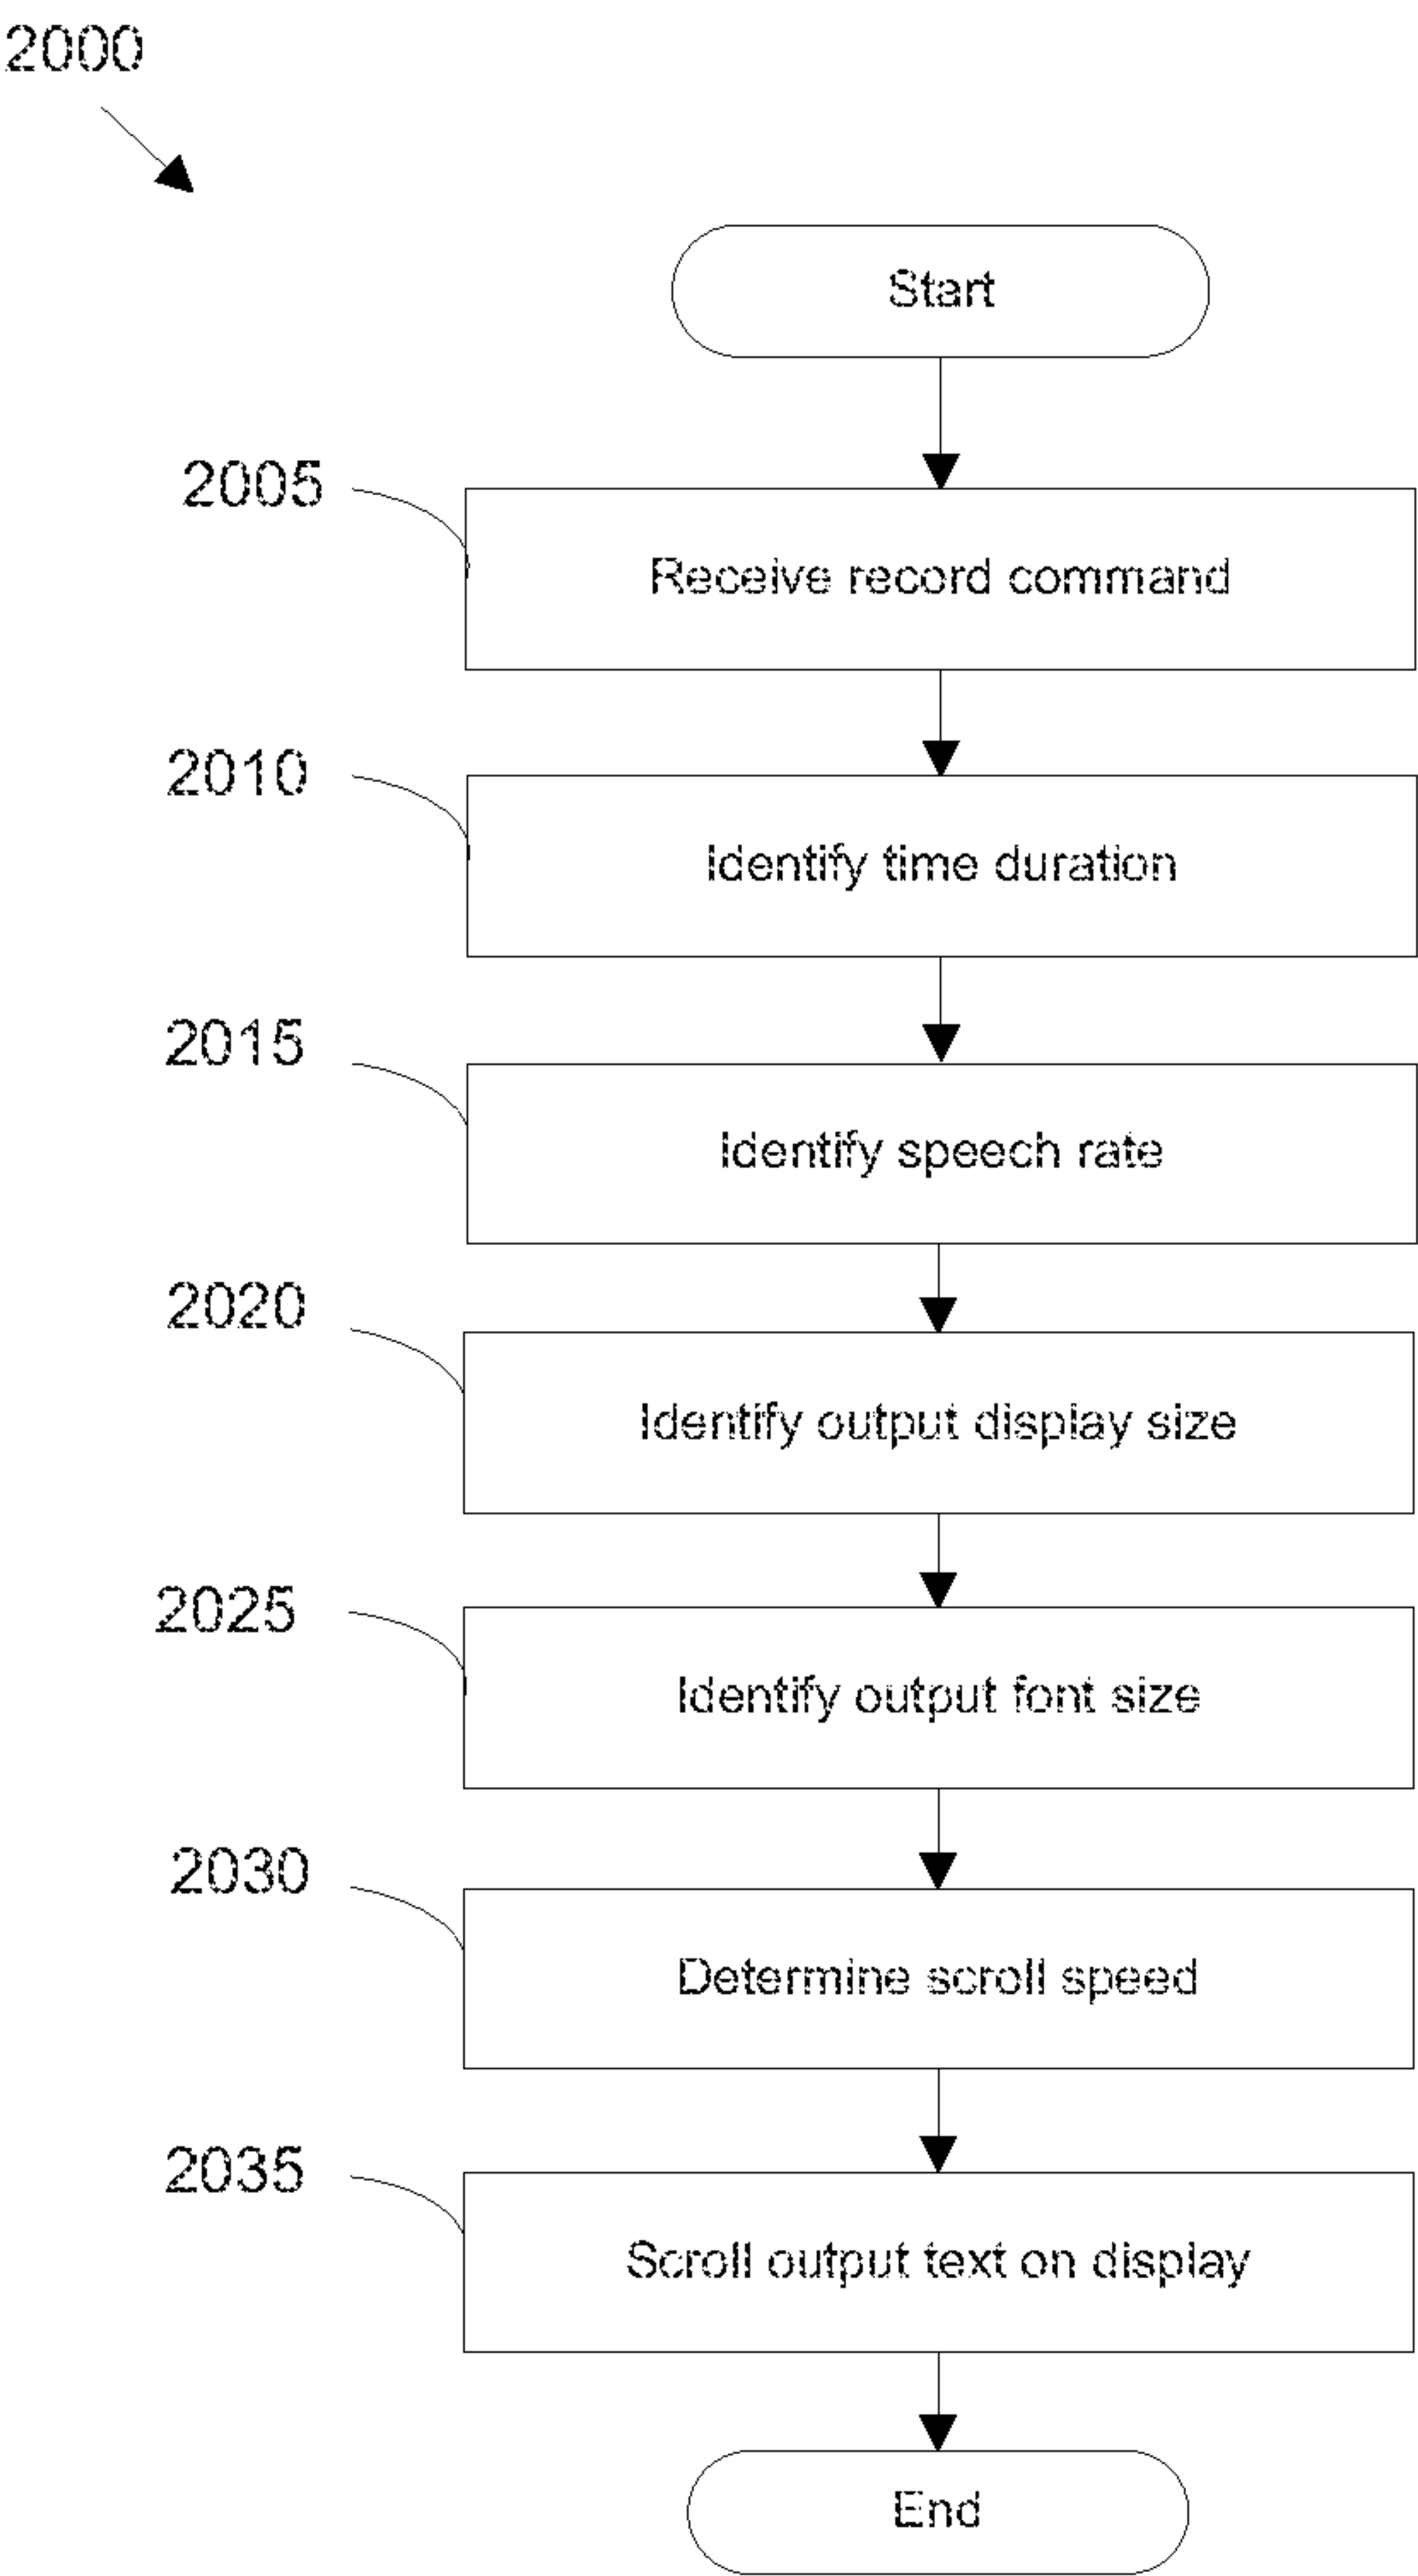 2000
Start
2005
Receive record command
2010
Identify time duration
2015
Identify speech rate
2020
Identify output display size
2025
Identify output font size
2030
Determine scroll speed
2035
Scroll output text on display
End